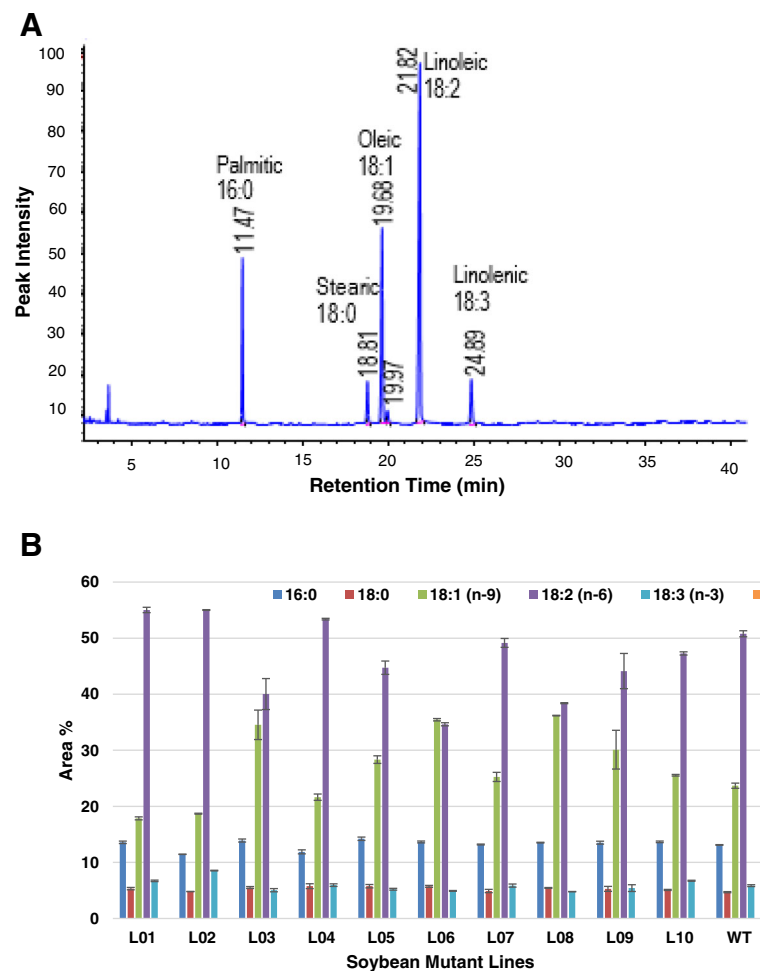 A
100
90
80
70
60
50
40
30
20
10
Peak Intensity
Palmitic
16:0
11.47
Stearic
18:0
18.81
Oleic
18:1
19.68
19.97
21.82
Linoleic
18:2
Linolenic
18:3
24.89
5
10
15
20
25
30
35
40
Retention Time (min)
B
60
50
40
30
20
10
0
Area %
16:0 18:0 18:1 (n-9) 18:2 (n-6) 18:3 (n-3)
L01 L02 L03 L04 L05 L06 L07 L08 L09 L10 WT
Soybean Mutant Lines